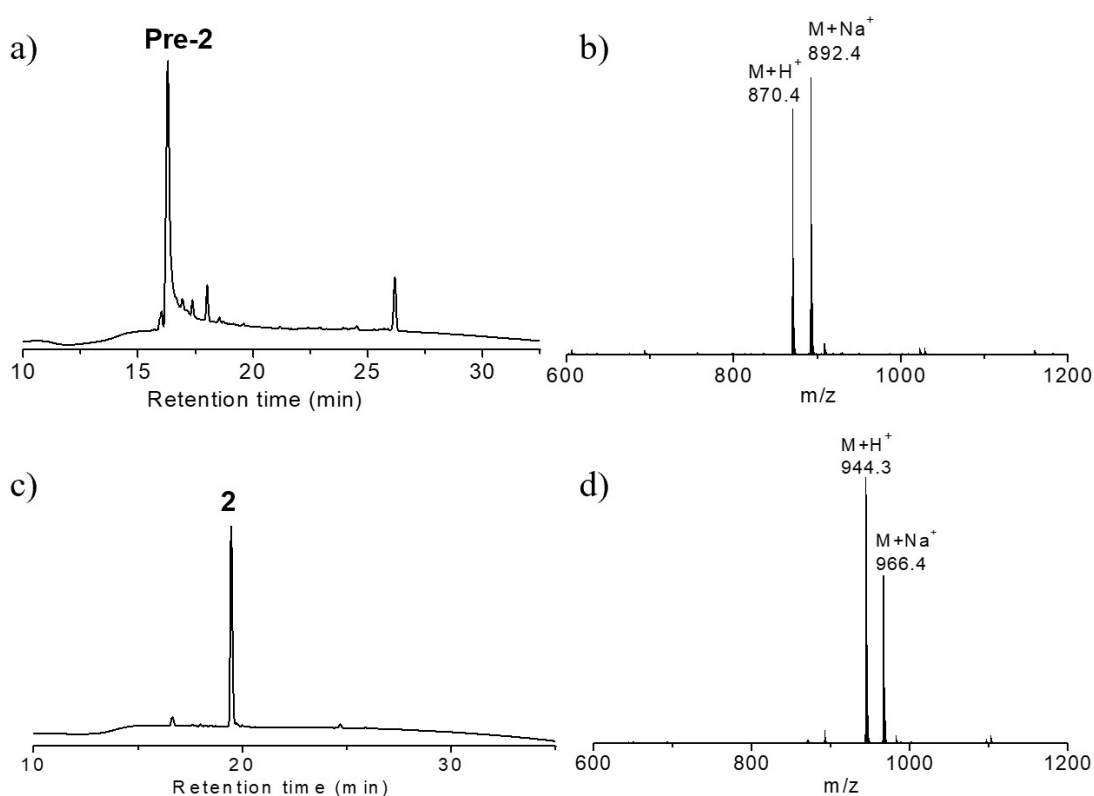 a)
Pre-2
10 15 20 25 30
Retention time (min)
b)
M+Na+
892.4
M+H+
870.4
600 800 1000 1200
m/z
c)
2
10 20 30
Retention time (min)
d)
M+H+
944.3
M+Na+
966.4
600 800 1000 1200
m/z